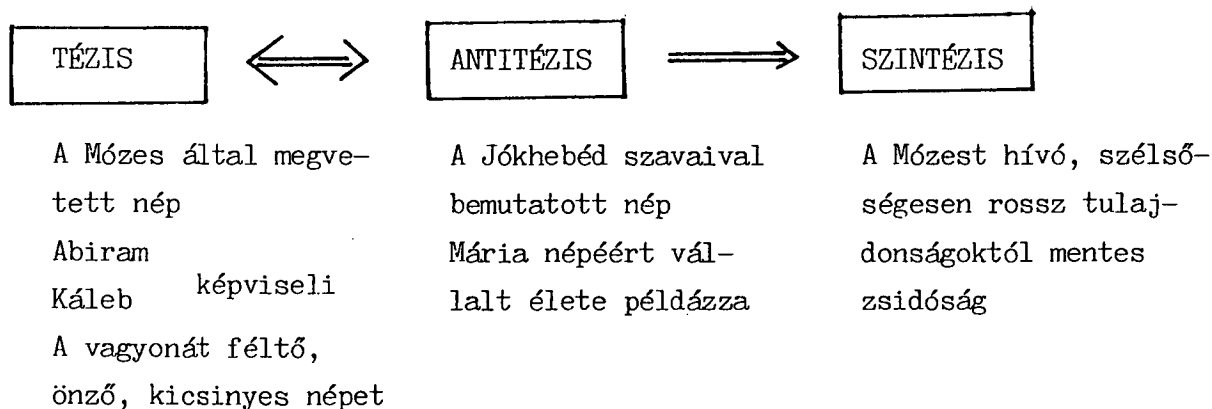 TÉZIS
ANTITÉZIS
SZINTÉZIS
A Mózes által megve-
tett nép
Abiram
Káleb képviseli
A vagyonát féltő,
önző, kicsinyes népet
A Jókhebéd szavaival
bemutatott nép
Mária népéért vál-
lalt élete példázza
A Mózest hívó, szélső-
ségesen rossz tulaj-
donságoktól mentes
zsidóság